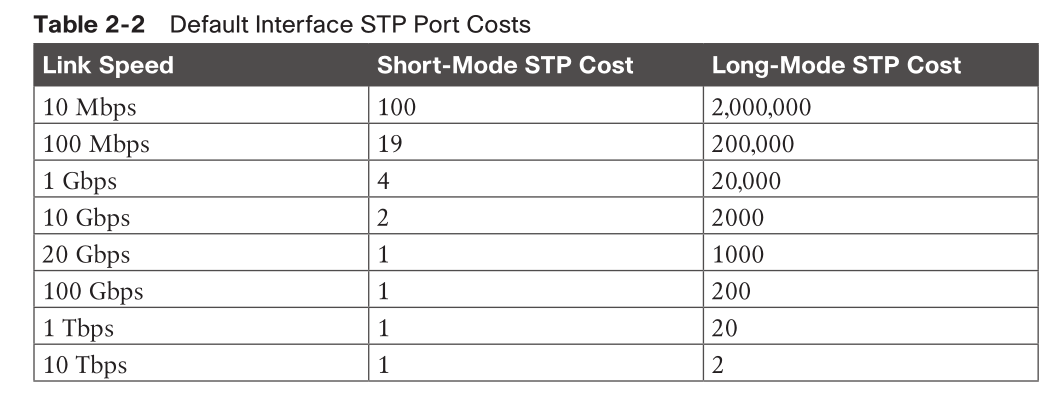 Table 2-2 Default Interface STP Port Costs
Link Speed Short-Mode STP Cost Long-Mode STP Cost
10 Mbps 100 2,000,000
100 Mbps 19 200,000
1 Gbps 4 20,000
10 Gbps 2 2000
20 Gbps 1 1000
100 Gbps 1 200
1 Tbps 1 20
10 Tbps 1 2